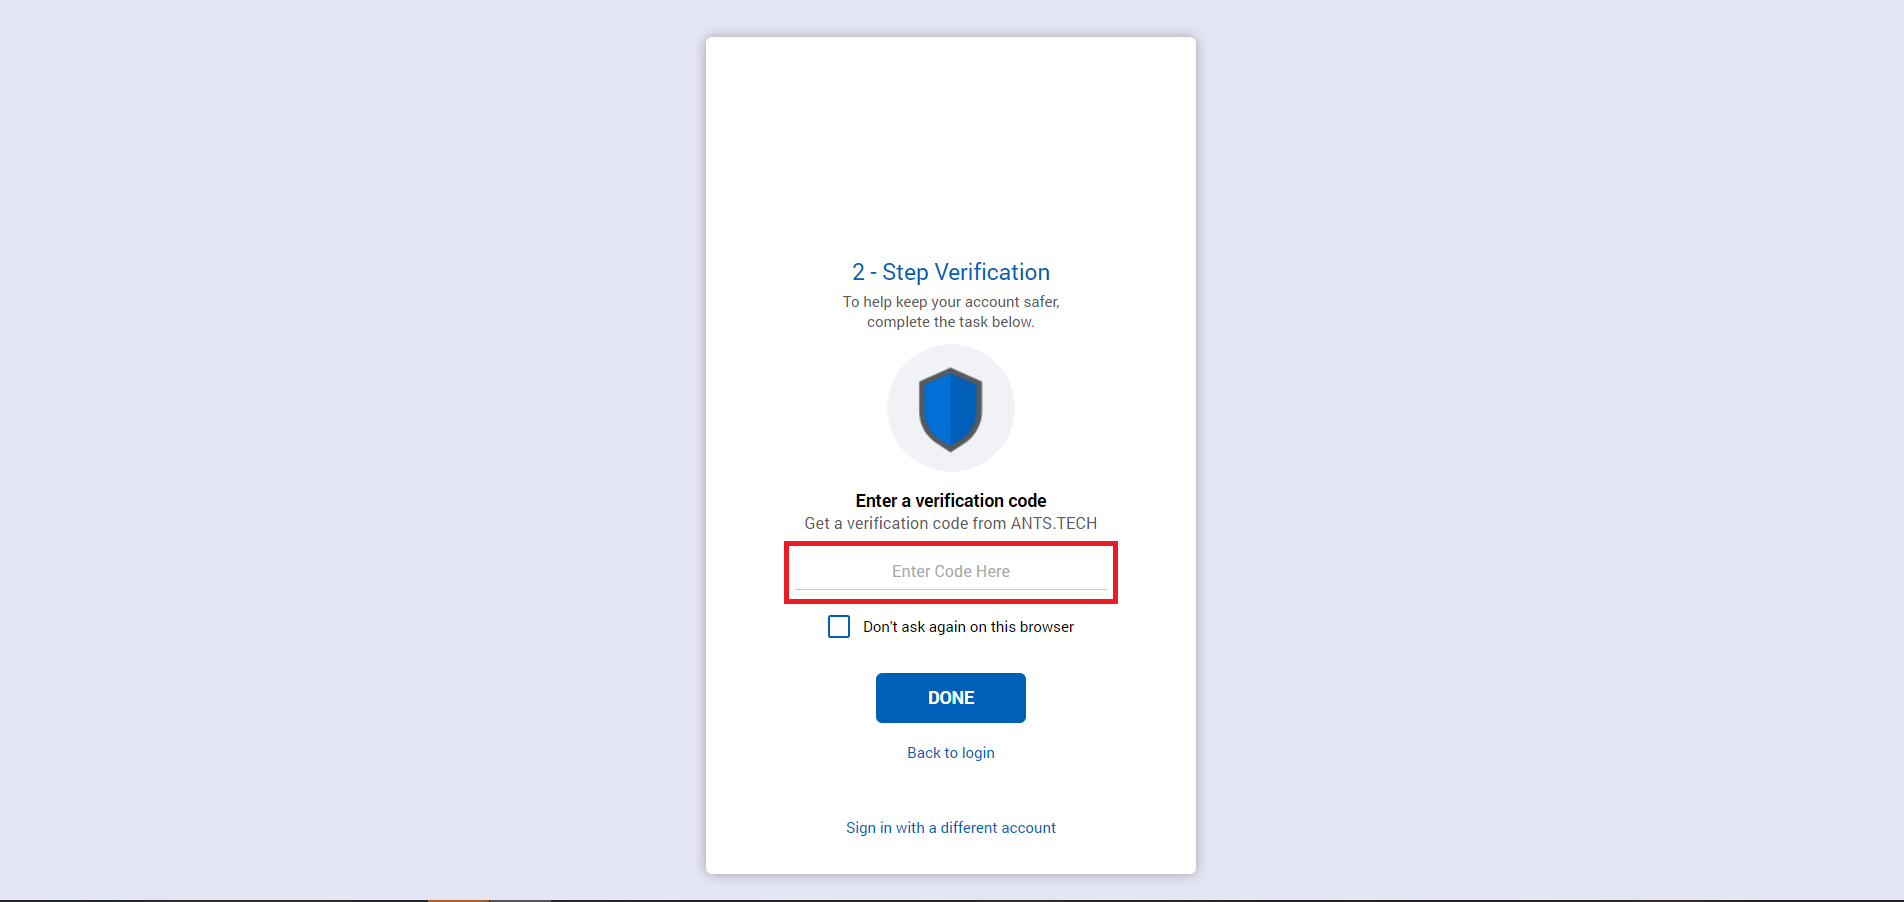 2 - Step Verification
To help keep your account safer,
complete the task below.
Enter a verification code
Get a verification code from ANTS.TECH
Enter Code Here
Don't ask again on this browser
DONE
Back to login
Sign in with a different account